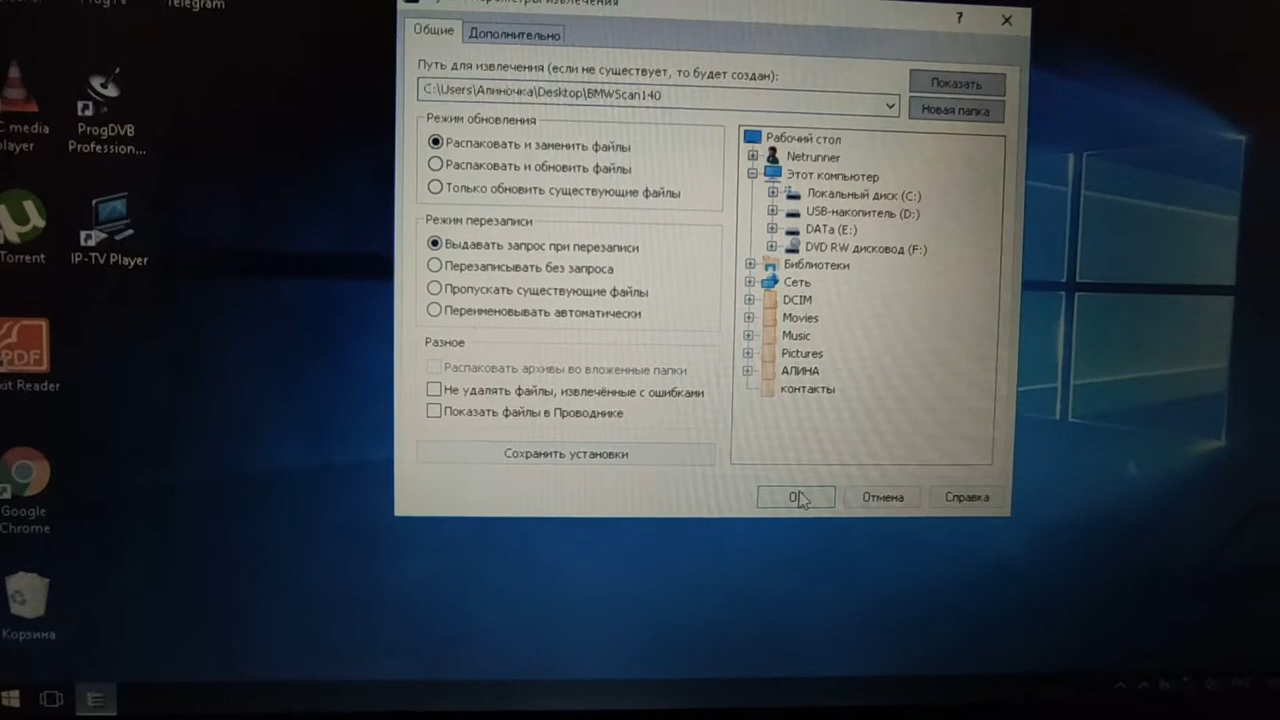 Telegram
параметры извлечения
?
Общие
Дополнительно
Путь для извлечения (если не существует, то будет создан):
C:\Users\Алиночка\Desktop\BMWScan140
Показать
Новая папка
Режим обновления
Распаковать и заменить файлы
Распаковать и обновить файлы
Только обновить существующие файлы
Режим перезаписи
Выдавать запрос при перезаписи
Перезаписывать без запроса
Пропускать существующие файлы
Переименовывать автоматически
Разное
Распаковать архивы во вложенные папки
Не удалять файлы, извлечённые с ошибками
Показать файлы в Проводнике
Сохранить установки
Рабочий стол
Netrunner
Этот компьютер
Локальный диск (C:)
USB-накопитель (D:)
DATa (E:)
DVD RW дисковод (F:)
Библиотеки
Сеть
DCIM
Movies
Music
Pictures
АЛИНА
контакты
Отмена
Справка
C media
layer
ProgDVB
Profession...
Torrent
IP-TV Player
PDF
Reader
Google
Chrome
Корзина